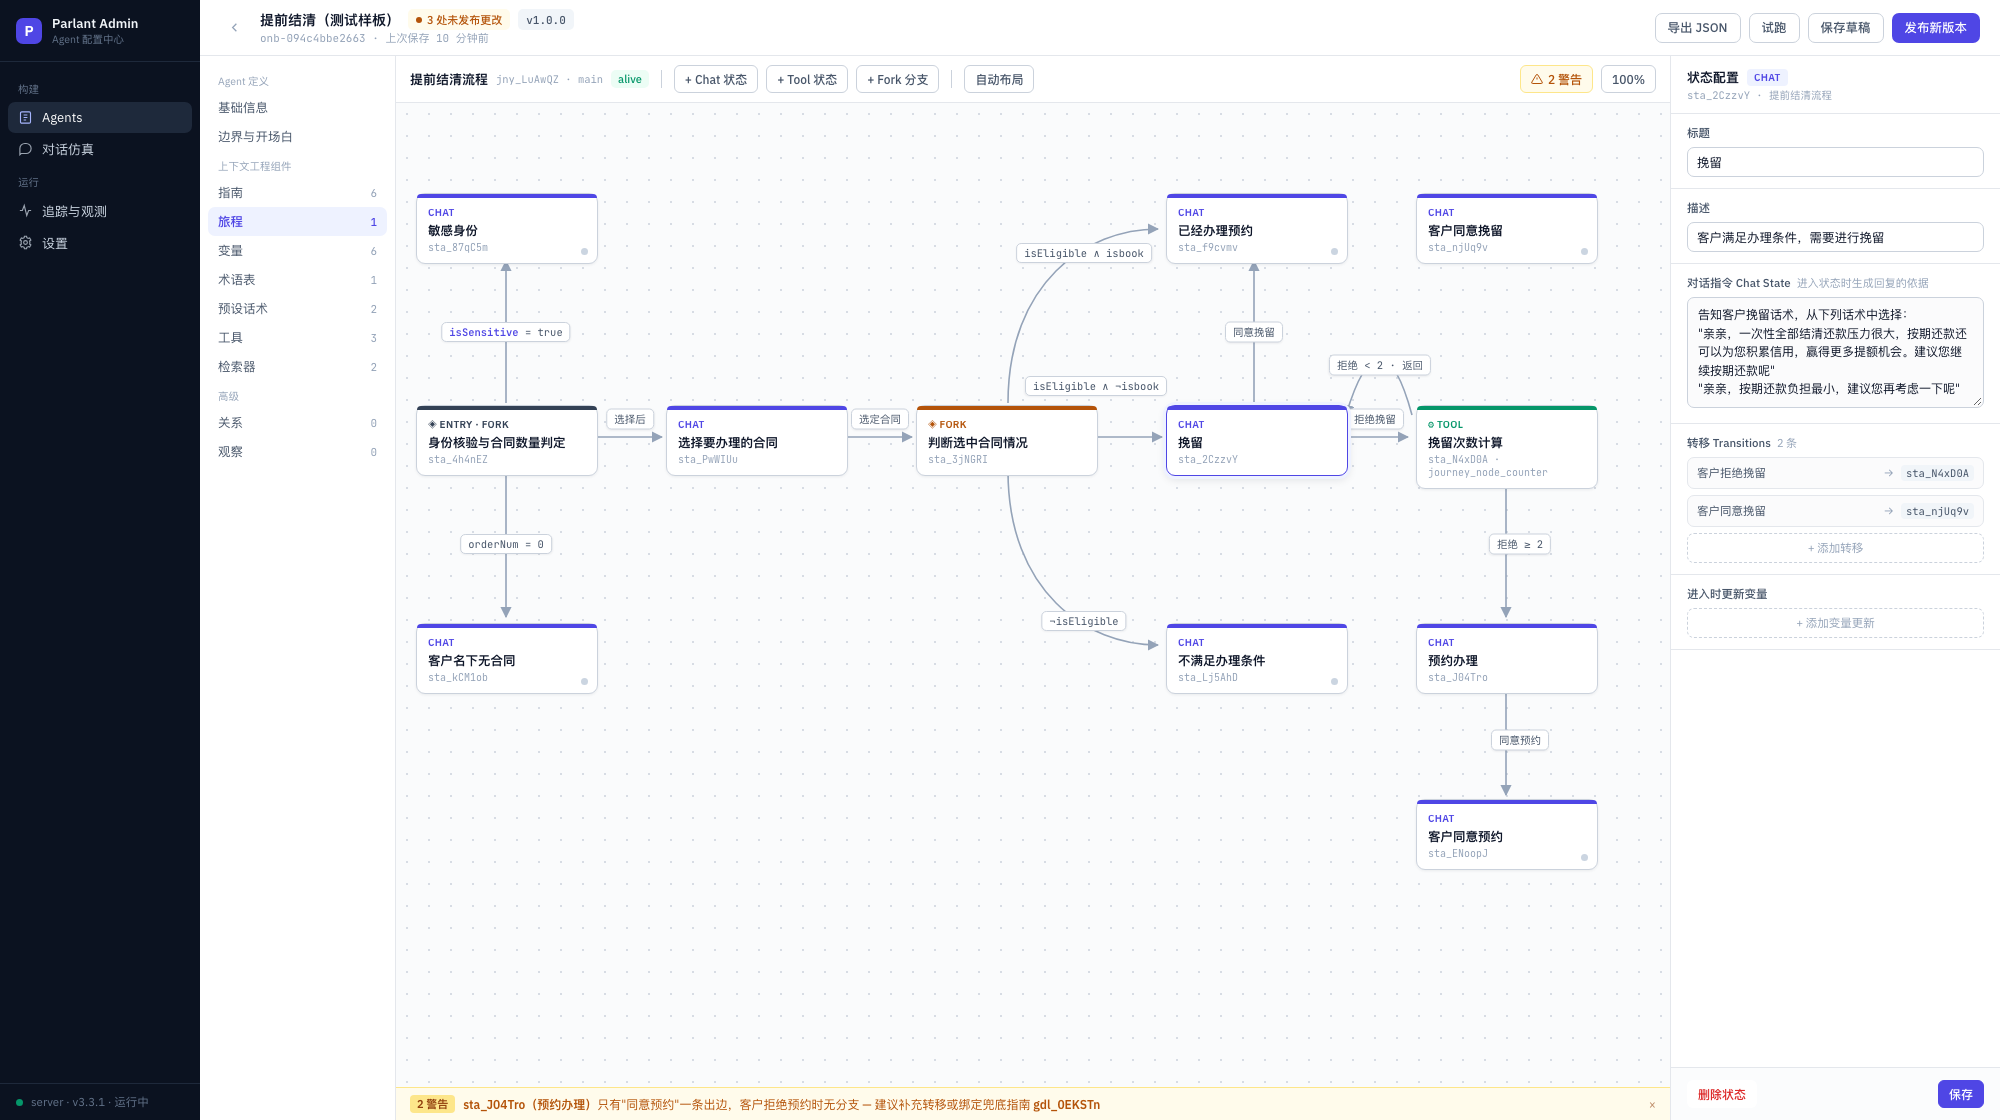 P
Parlant Admin
Agent 配置中心
构建
Agents
对话仿真
运行
追踪与观测
设置
server · v3.3.1 · 运行中
提前结清（测试样板）
3 处未发布更改
v1.0.0
onb-094c4bbe2663 · 上次保存 10 分钟前
导出 JSON
试跑
保存草稿
发布新版本
Agent 定义
基础信息
边界与开场白
上下文工程组件
指南 6
旅程 1
变量 6
术语表 1
预设话术 2
工具 3
检索器 2
高级
关系 0
观察 0
提前结清流程
jny_LuAwQZ · main
alive
+ Chat 状态
+ Tool 状态
+ Fork 分支
自动布局
2 警告
100%
CHAT
敏感身份
sta_87qC5m
isSensitive = true
◈ ENTRY · FORK
身份核验与合同数量判定
sta_4h4nEZ
orderNum = 0
CHAT
客户名下无合同
sta_kCM1ob
选择后
CHAT
选择要办理的合同
sta_PwWIUu
选定合同
◈ FORK
判断选中合同情况
sta_3jNGRI
isEligible ∧ isbook
isEligible ∧ ¬isbook
¬isEligible
CHAT
已经办理预约
sta_f9cvmv
同意挽留
CHAT
挽留
sta_2CzzvY
CHAT
不满足办理条件
sta_Lj5AhD
CHAT
客户同意挽留
sta_njUq9v
拒绝 < 2 · 返回
拒绝挽留
⚙ TOOL
挽留次数计算
sta_N4xD0A ·
journey_node_counter
拒绝 ≥ 2
CHAT
预约办理
sta_J04Tro
同意预约
CHAT
客户同意预约
sta_ENoopJ
2 警告
sta_J04Tro（预约办理）只有"同意预约"一条出边，客户拒绝预约时无分支 — 建议补充转移或绑定兜底指南 gdl_0EKSTn
×
状态配置
CHAT
sta_2CzzvY · 提前结清流程
标题
挽留
描述
客户满足办理条件，需要进行挽留
对话指令 Chat State 进入状态时生成回复的依据
告知客户挽留话术，从下列话术中选择：
"亲亲，一次性全部结清还款压力很大，按期还款还
可以为您积累信用，赢得更多提额机会。建议您继
续按期还款呢"
"亲亲，按期还款负担最小，建议您再考虑一下呢"
转移 Transitions 2 条
客户拒绝挽留 → sta_N4xD0A
客户同意挽留 → sta_njUq9v
+ 添加转移
进入时更新变量
+ 添加变量更新
删除状态
保存